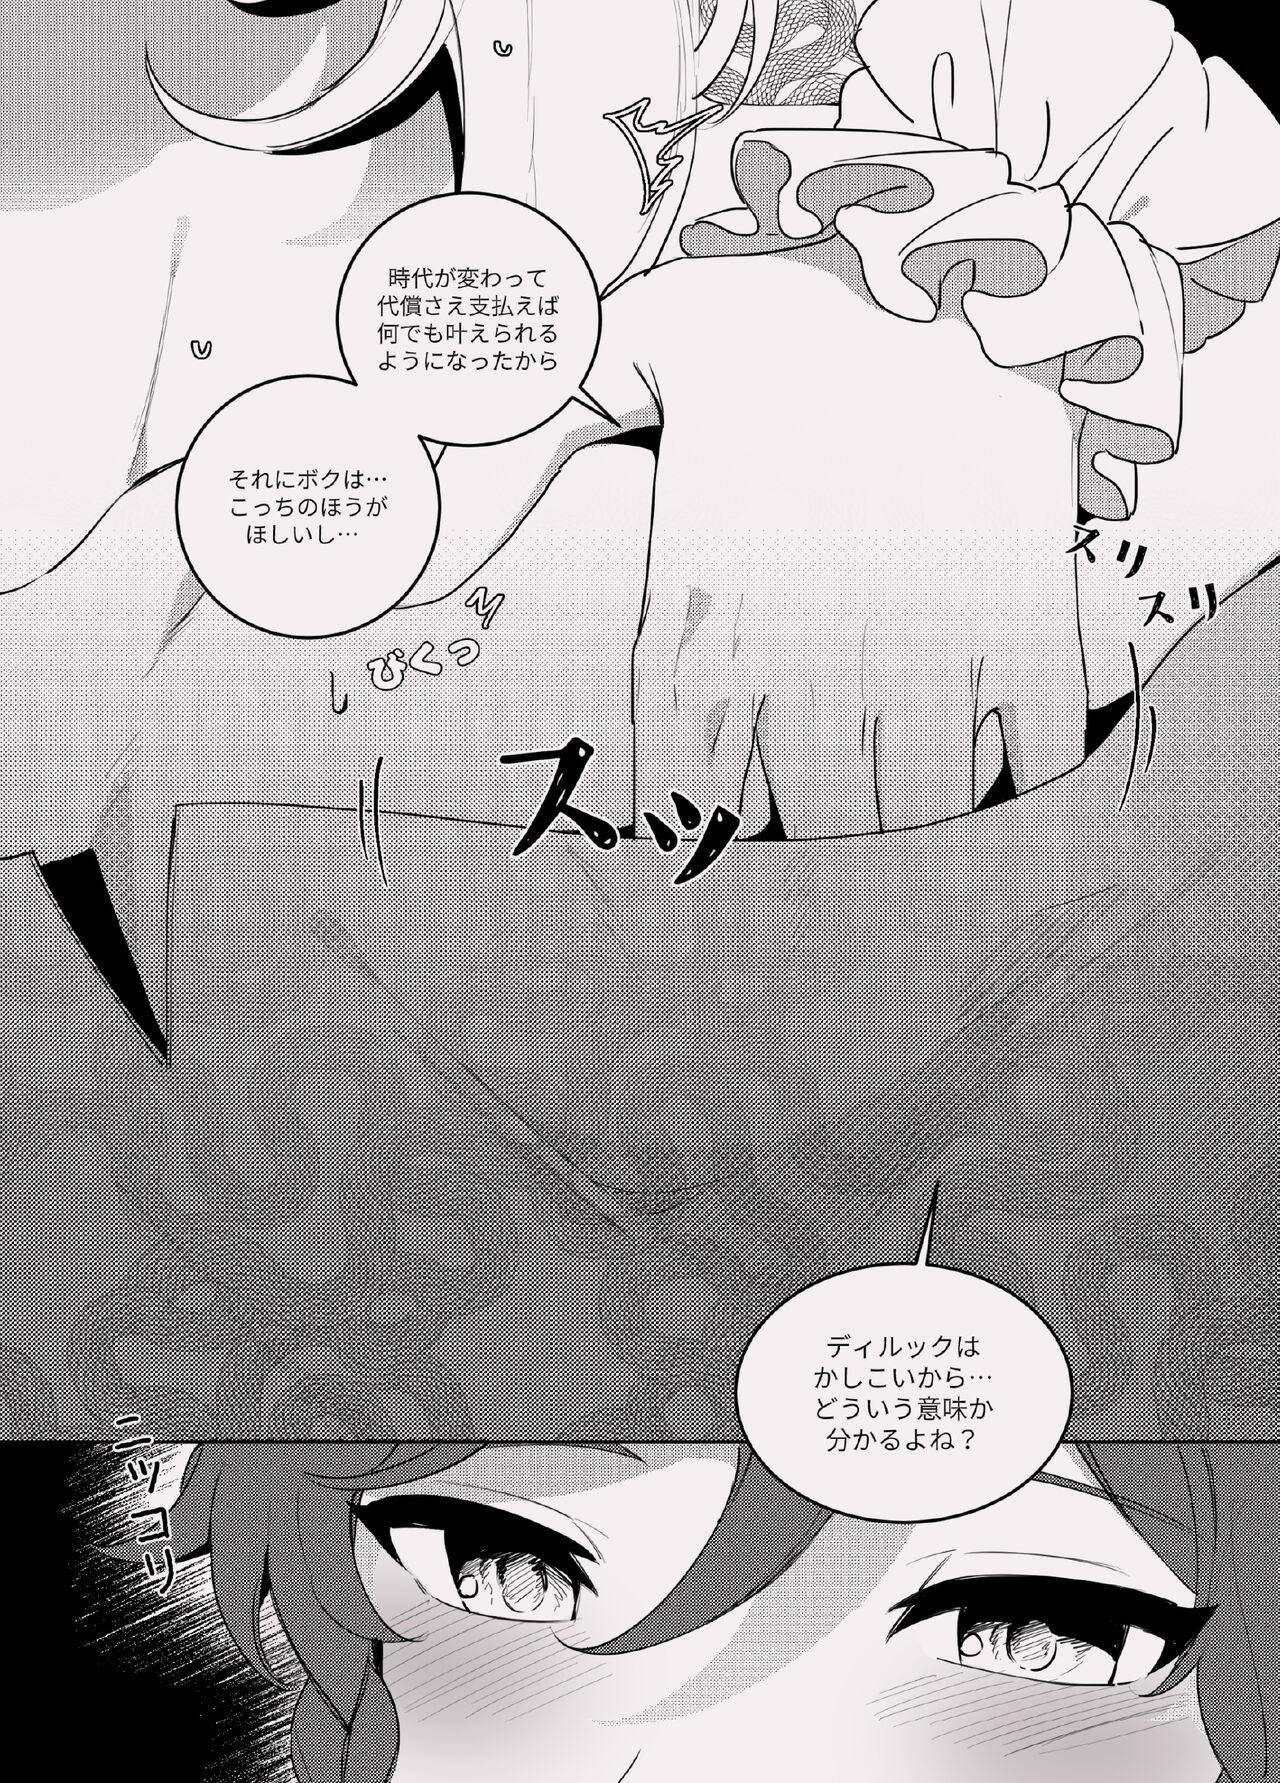 時代が変わって
代償さえ支払えば
何でも叶えられる
ようになったから
それにボクは…
こっちのほうが
ほしいし…
スリ
スリ
びくっ
スッ
ディルックは
かしこいから…
どういう意味か
分かるよね？
ニッコリ